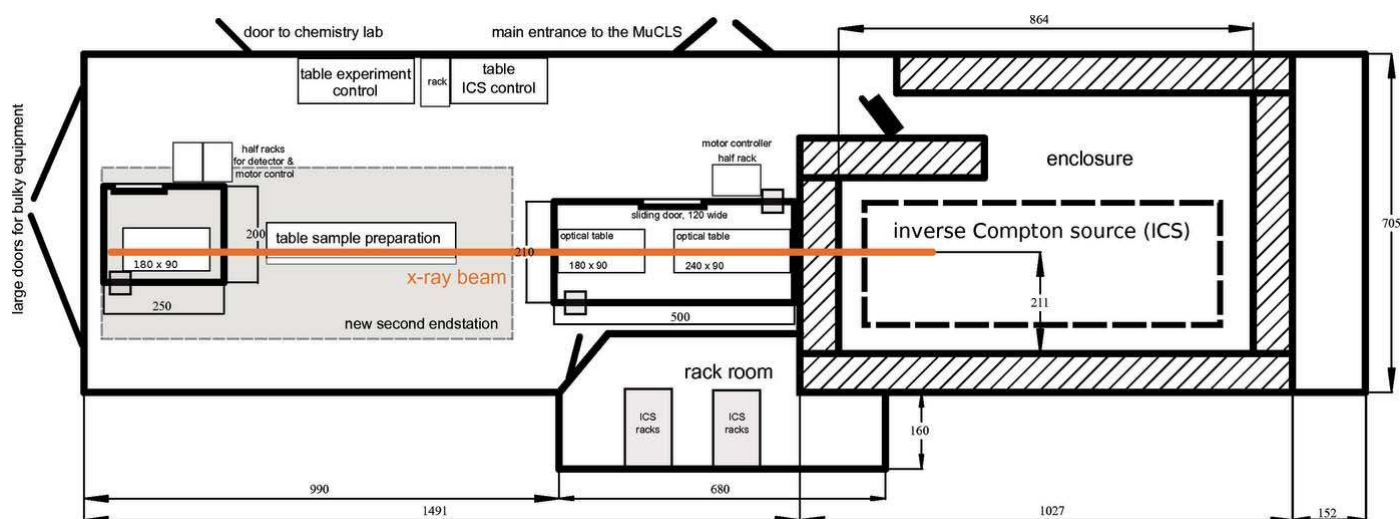 door to chemistry lab
main entrance to the MuCLS
864
table experiment
control
rack
table
ICS control
large doors for bulky equipment
half racks
for detector &
motor control
motor controller
half rack
enclosure
705
sliding door, 120 wide
200
table sample preparation
210
optical table
180 x 90
optical table
240 x 90
inverse Compton source (ICS)
180 x 90
x-ray beam
211
250
500
new second endstation
rack room
ICS
racks
ICS
racks
160
990
680
1491
1027
152